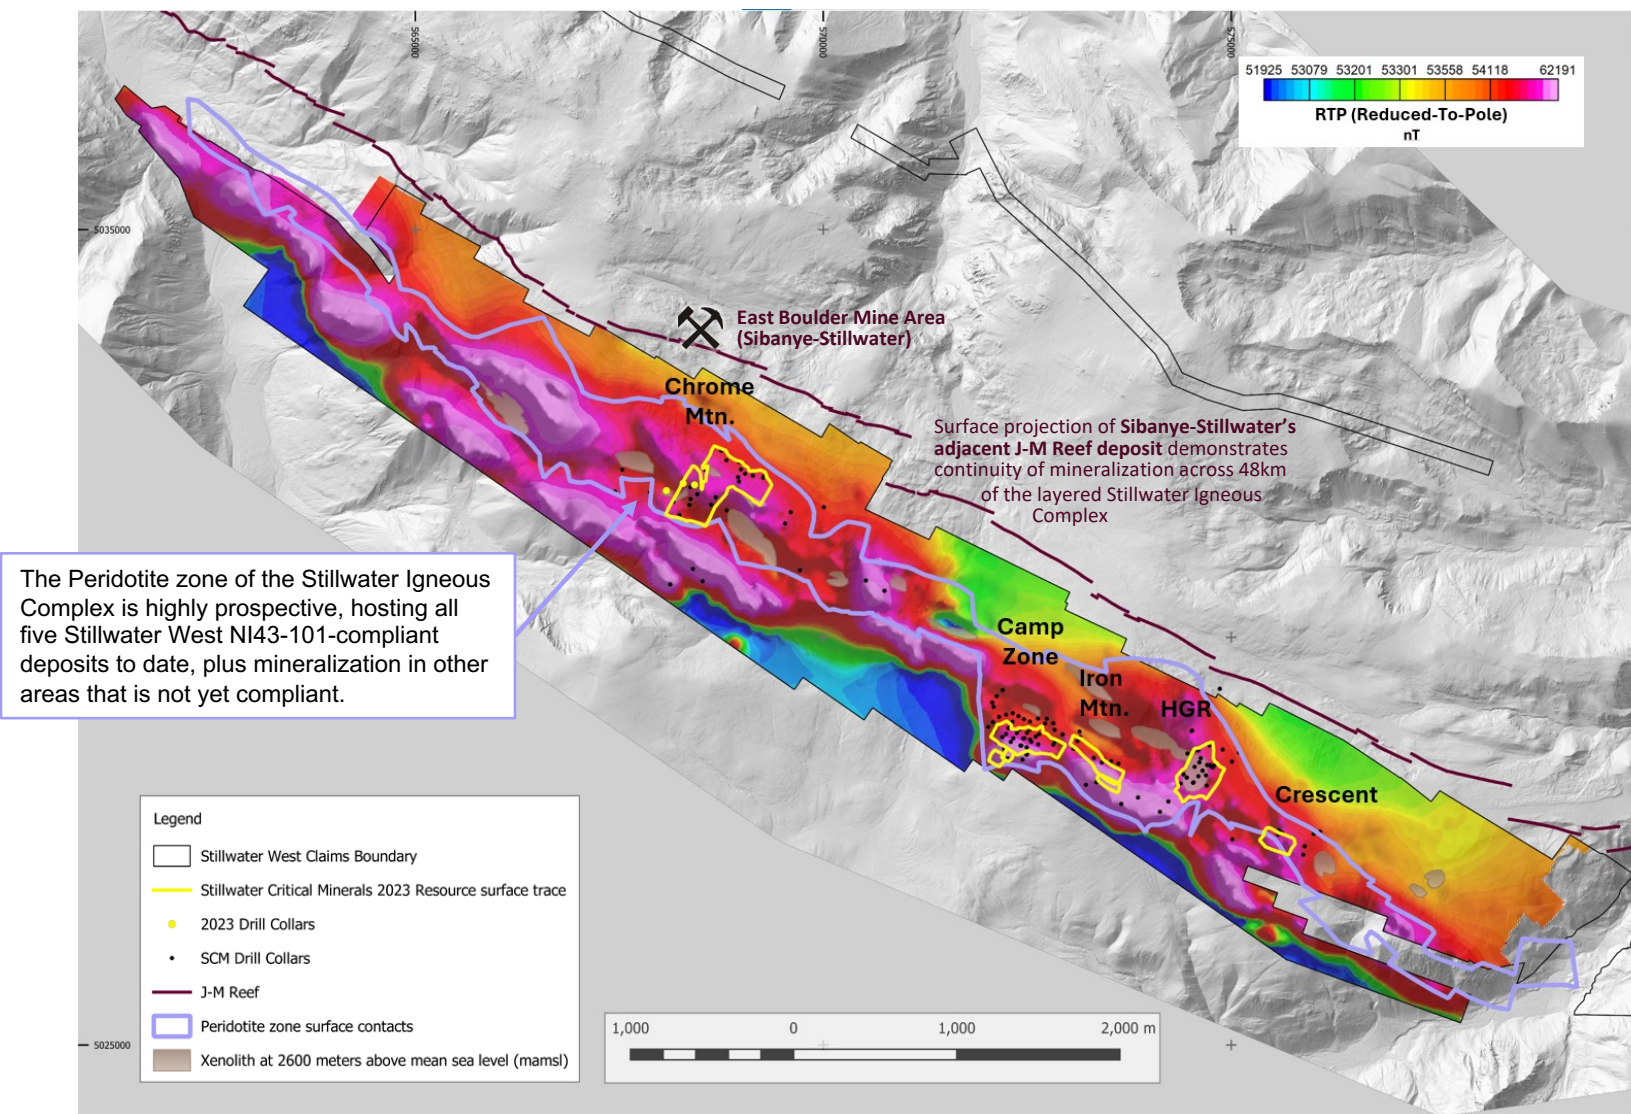 565000
570000
575000
51925 53079 53201 53301 53558 54118 62191
RTP (Reduced-To-Pole)
nT
5035000
East Boulder Mine Area
(Sibanye-Stillwater)
Chrome
Mtn.
Surface projection of Sibanye-Stillwater's
adjacent J-M Reef deposit demonstrates
continuity of mineralization across 48km
of the layered Stillwater Igneous
Complex
The Peridotite zone of the Stillwater Igneous
Complex is highly prospective, hosting all
five Stillwater West NI43-101-compliant
deposits to date, plus mineralization in other
areas that is not yet compliant.
Camp
Zone
Iron
Mtn.
HGR
Crescent
Legend
Stillwater West Claims Boundary
Stillwater Critical Minerals 2023 Resource surface trace
2023 Drill Collars
SCM Drill Collars
J-M Reef
Peridotite zone surface contacts
Xenolith at 2600 meters above mean sea level (mamsl)
5025000
1,000 0 1,000 2,000 m